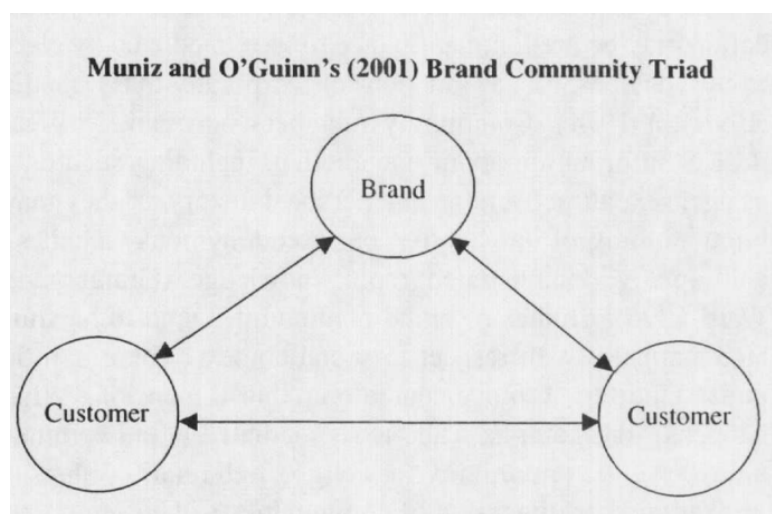 Muniz and O'Guinn's (2001) Brand Community Triad
Brand
Customer
Customer